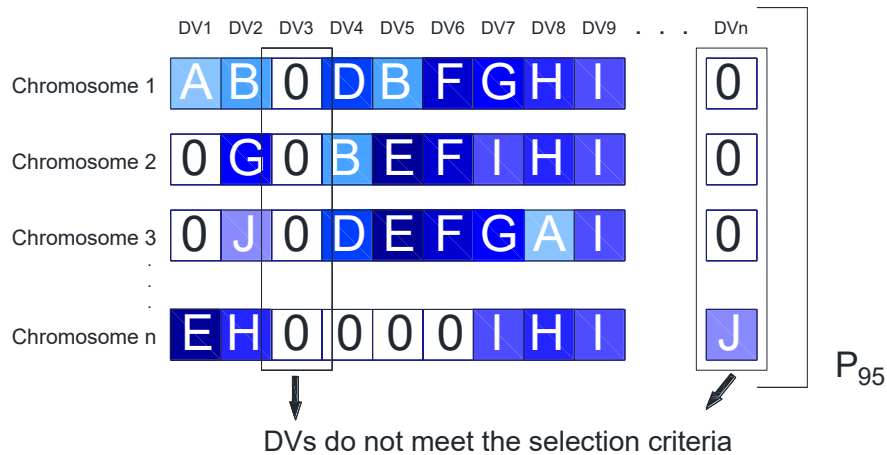 DV1 DV2 DV3 DV4 DV5 DV6 DV7 DV8 DV9 . . . DVn
Chromosome 1 A B 0 D B F G H I 0
Chromosome 2 0 G 0 B E F I H I 0
Chromosome 3 0 J 0 D E F G A I 0
.
.
.
Chromosome n E H 0 0 0 0 I H I J
P95
DVs do not meet the selection criteria